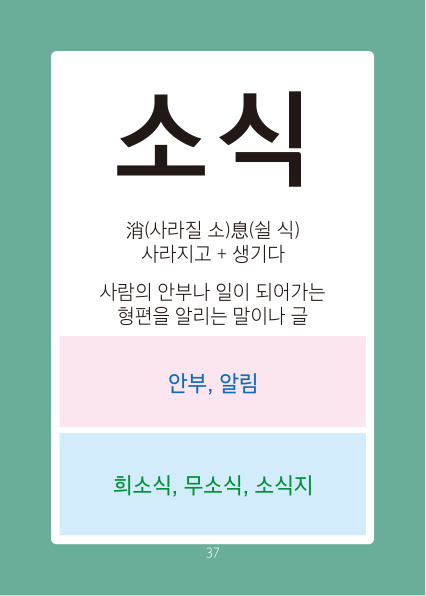 소식
消(사라질 소)息(쉴 식)
사라지고 + 생기다
사람의 안부나 일이 되어가는
형편을 알리는 말이나 글
안부, 알림
희소식, 무소식, 소식지
37